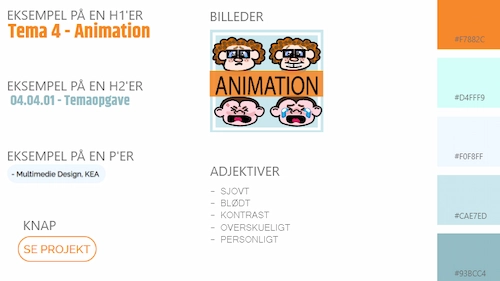 EKSEMPEL PÅ EN H1'ER
Tema 4 - Animation
EKSEMPEL PÅ EN H2'ER
04.04.01 - Temaopgave
EKSEMPEL PÅ EN P'ER
- Multimedie Design, KEA
KNAP
SE PROJEKT
BILLEDER
ANIMATION
ADJEKTIVER
- SJOVT
- BLØDT
- KONTRAST
- OVERSKUELIGT
- PERSONLIGT
#F7882C
#D4FFF9
#F0F8FF
#CAE7ED
#93BCC4